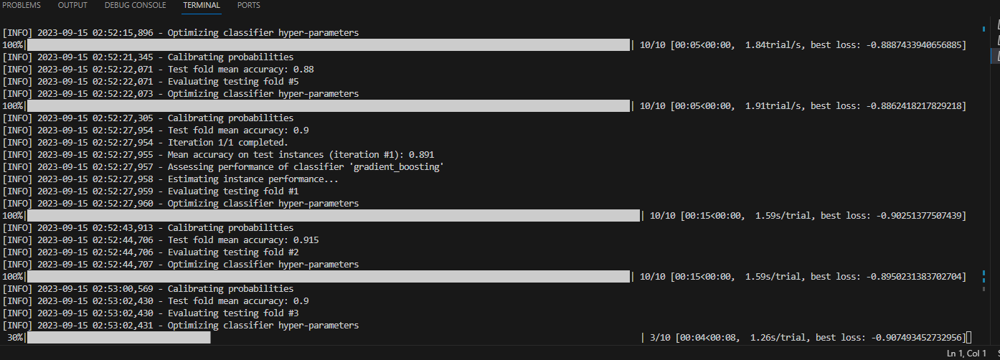 PROBLEMS OUTPUT DEBUG CONSOLE TERMINAL PORTS
[INFO] 2023-09-15 02:52:15,896 - Optimizing classifier hyper-parameters
100%| | 10/10 [00:05<00:00, 1.84trial/s, best loss: -0.8887433940656885]
[INFO] 2023-09-15 02:52:21,345 - Calibrating probabilities
[INFO] 2023-09-15 02:52:22,071 - Test fold mean accuracy: 0.88
[INFO] 2023-09-15 02:52:22,071 - Evaluating testing fold #5
[INFO] 2023-09-15 02:52:22,073 - Optimizing classifier hyper-parameters
100%| | 10/10 [00:05<00:00, 1.91trial/s, best loss: -0.8862418217829218]
[INFO] 2023-09-15 02:52:27,305 - Calibrating probabilities
[INFO] 2023-09-15 02:52:27,954 - Test fold mean accuracy: 0.9
[INFO] 2023-09-15 02:52:27,954 - Iteration 1/1 completed.
[INFO] 2023-09-15 02:52:27,955 - Mean accuracy on test instances (iteration #1): 0.891
[INFO] 2023-09-15 02:52:27,957 - Assessing performance of classifier 'gradient_boosting'
[INFO] 2023-09-15 02:52:27,958 - Estimating instance performance...
[INFO] 2023-09-15 02:52:27,959 - Evaluating testing fold #1
[INFO] 2023-09-15 02:52:27,960 - Optimizing classifier hyper-parameters
100%| | 10/10 [00:15<00:00, 1.59s/trial, best loss: -0.90251377507439]
[INFO] 2023-09-15 02:52:43,913 - Calibrating probabilities
[INFO] 2023-09-15 02:52:44,706 - Test fold mean accuracy: 0.915
[INFO] 2023-09-15 02:52:44,706 - Evaluating testing fold #2
[INFO] 2023-09-15 02:52:44,707 - Optimizing classifier hyper-parameters
100%| | 10/10 [00:15<00:00, 1.59s/trial, best loss: -0.8950231383702704]
[INFO] 2023-09-15 02:53:00,569 - Calibrating probabilities
[INFO] 2023-09-15 02:53:02,430 - Test fold mean accuracy: 0.9
[INFO] 2023-09-15 02:53:02,430 - Evaluating testing fold #3
[INFO] 2023-09-15 02:53:02,431 - Optimizing classifier hyper-parameters
30%| | 3/10 [00:04<00:08, 1.26s/trial, best loss: -0.907493452732956]
Ln 1, Col 1